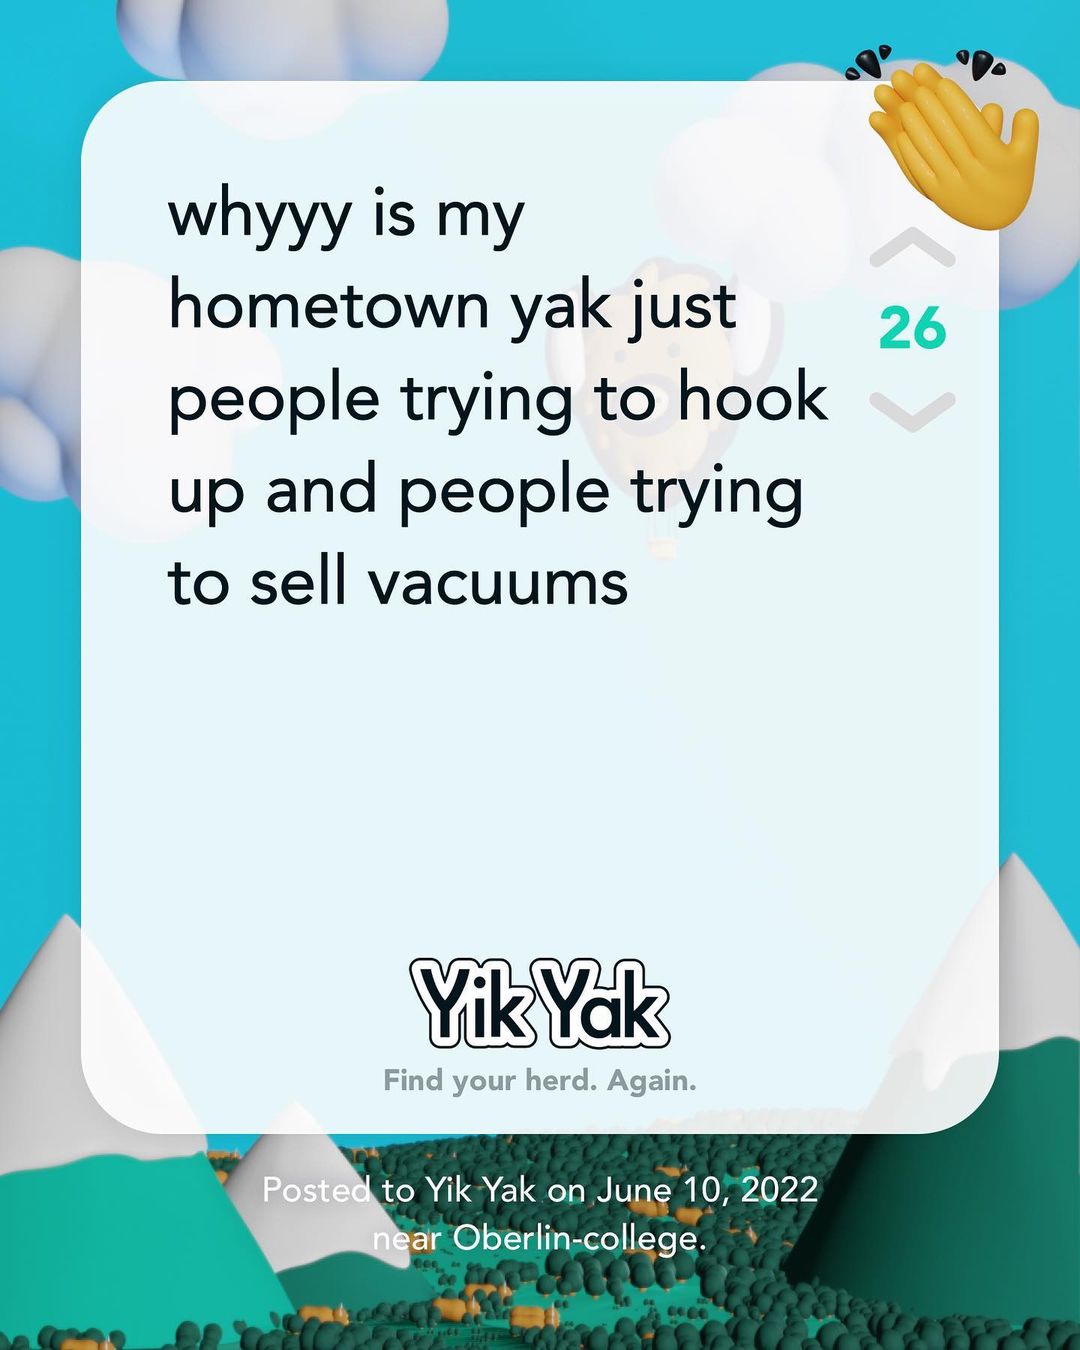 whyyy is my
hometown yak just
people trying to hook
up and people trying
to sell vacuums
26
Yik Yak
Find your herd. Again.
Posted to Yik Yak on June 10, 2022
near Oberlin-college.